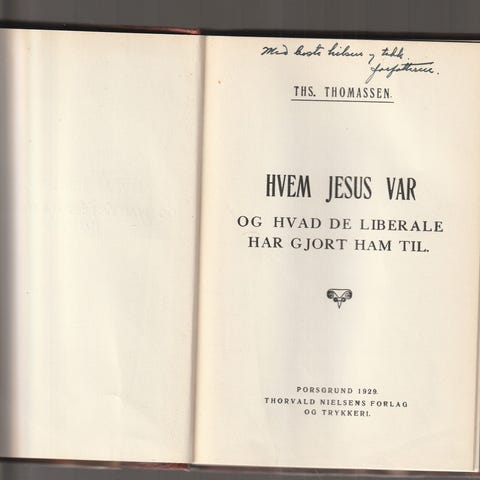 Med beste hilsen og takk.
forfatteren.
THS. THOMASSEN.
HVEM JESUS VAR
OG HVAD DE LIBERALE
HAR GJORT HAM TIL.
PORSGRUND 1929.
THORVALD NIELSENS FORLAG
OG TRYKKERI.